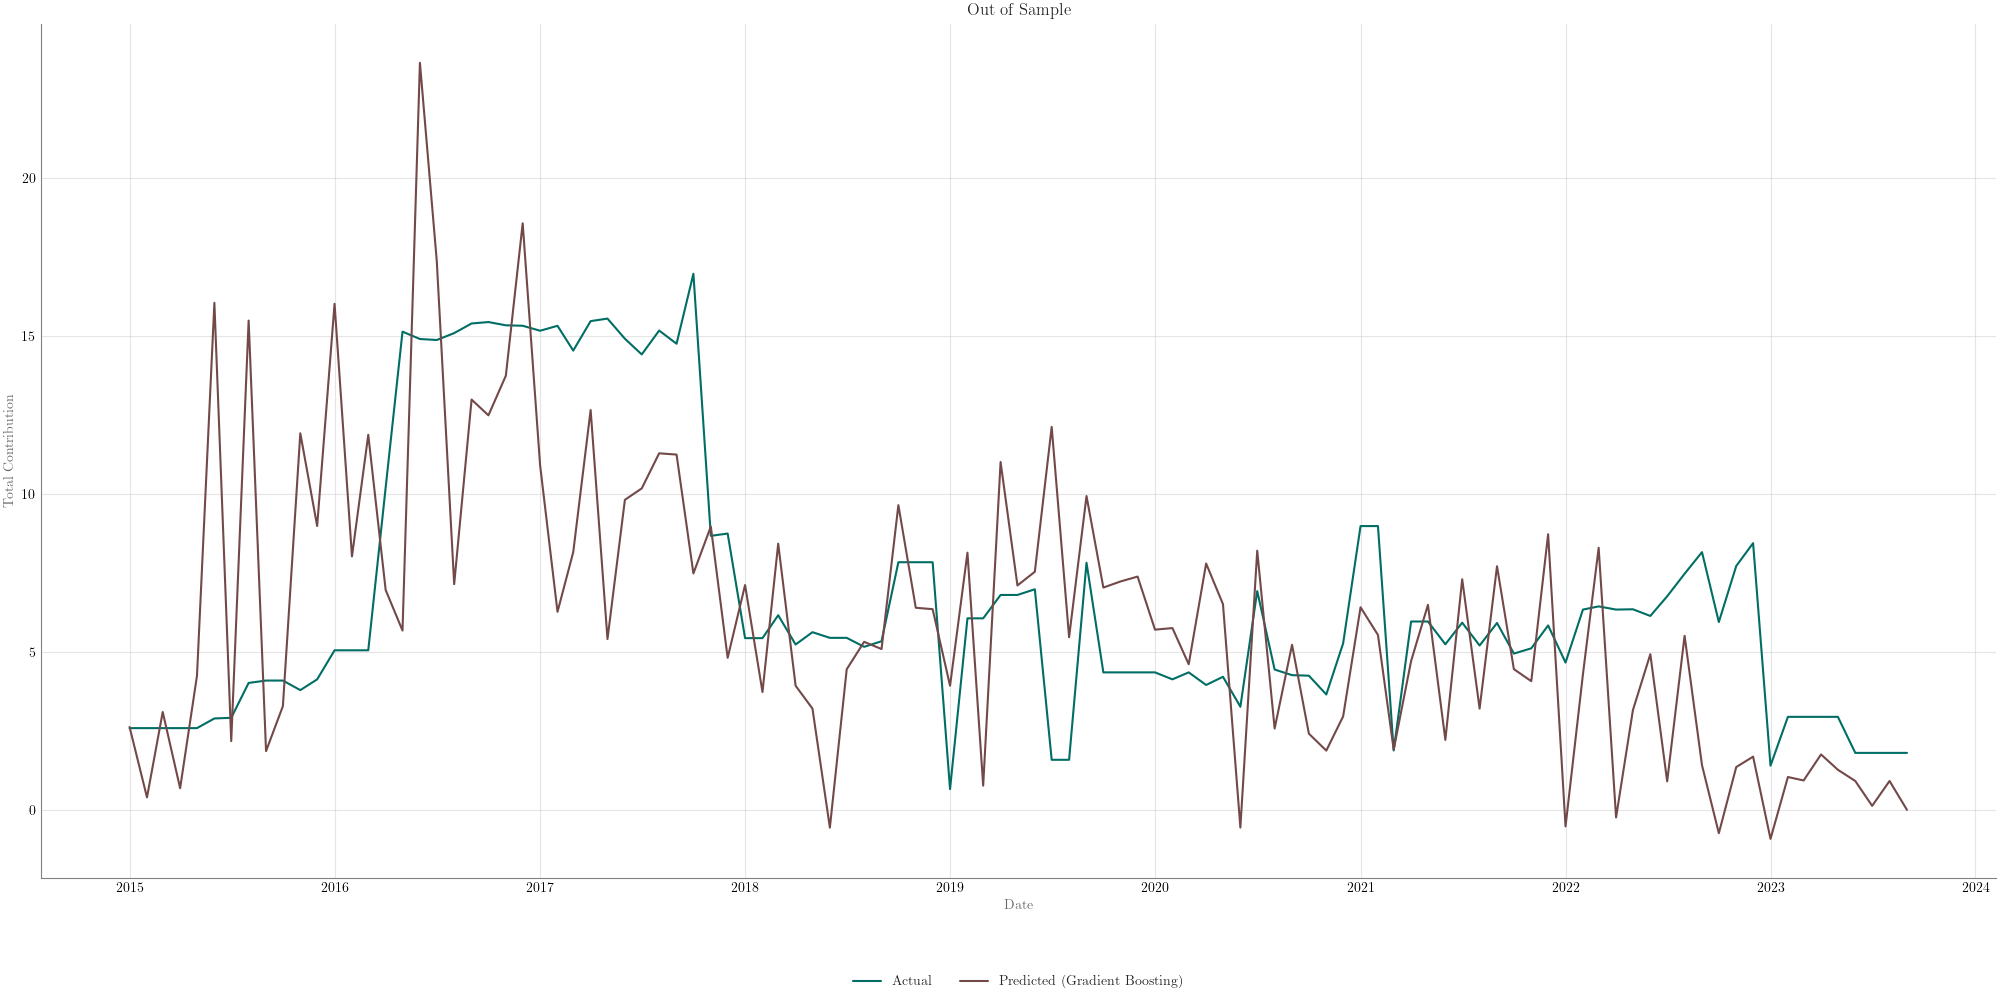 Out of Sample
Total Contribution
20
15
10
5
0
2015 2016 2017 2018 2019 2020 2021 2022 2023 2024
Date
Actual Predicted (Gradient Boosting)